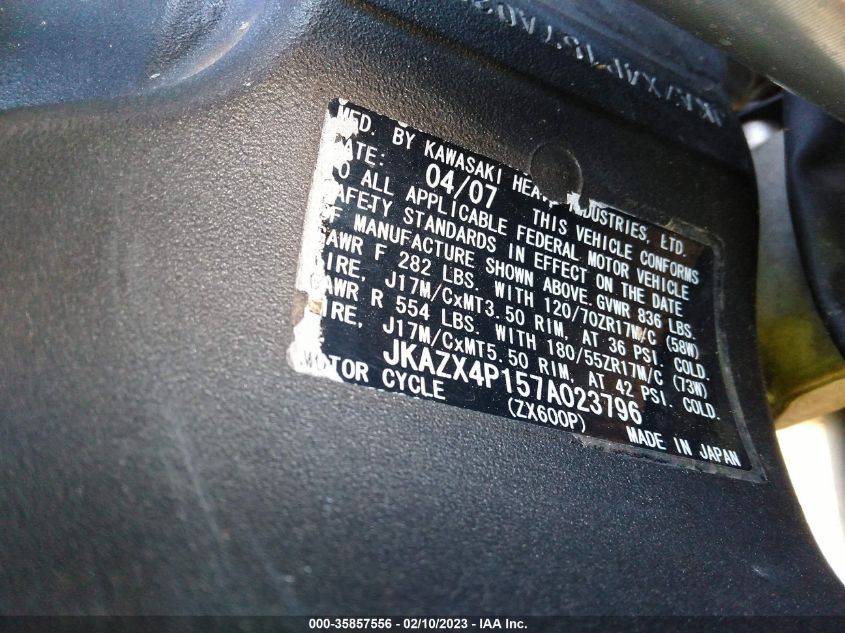 MFD. BY KAWASAKI HEAVY INDUSTRIES, LTD.
DATE: 04/07 THIS VEHICLE CONFORMS
TO ALL APPLICABLE FEDERAL MOTOR VEHICLE
SAFETY STANDARDS IN EFFECT ON THE DATE
OF MANUFACTURE SHOWN ABOVE. GVWR 836 LBS.
GAWR F 282 LBS. WITH 120/70ZR17M/C (58W)
TIRE, J17M/CxMT3.50 RIM, AT 36 PSI. COLD
GAWR R 554 LBS. WITH 180/55ZR17M/C (73W)
TIRE, J17M/CxMT5.50 RIM, AT 42 PSI. COLD.
JKAZX4P157A023796
MOTOR CYCLE (ZX600P) MADE IN JAPAN
000-35857556 - 02/10/2023 - IAA Inc.